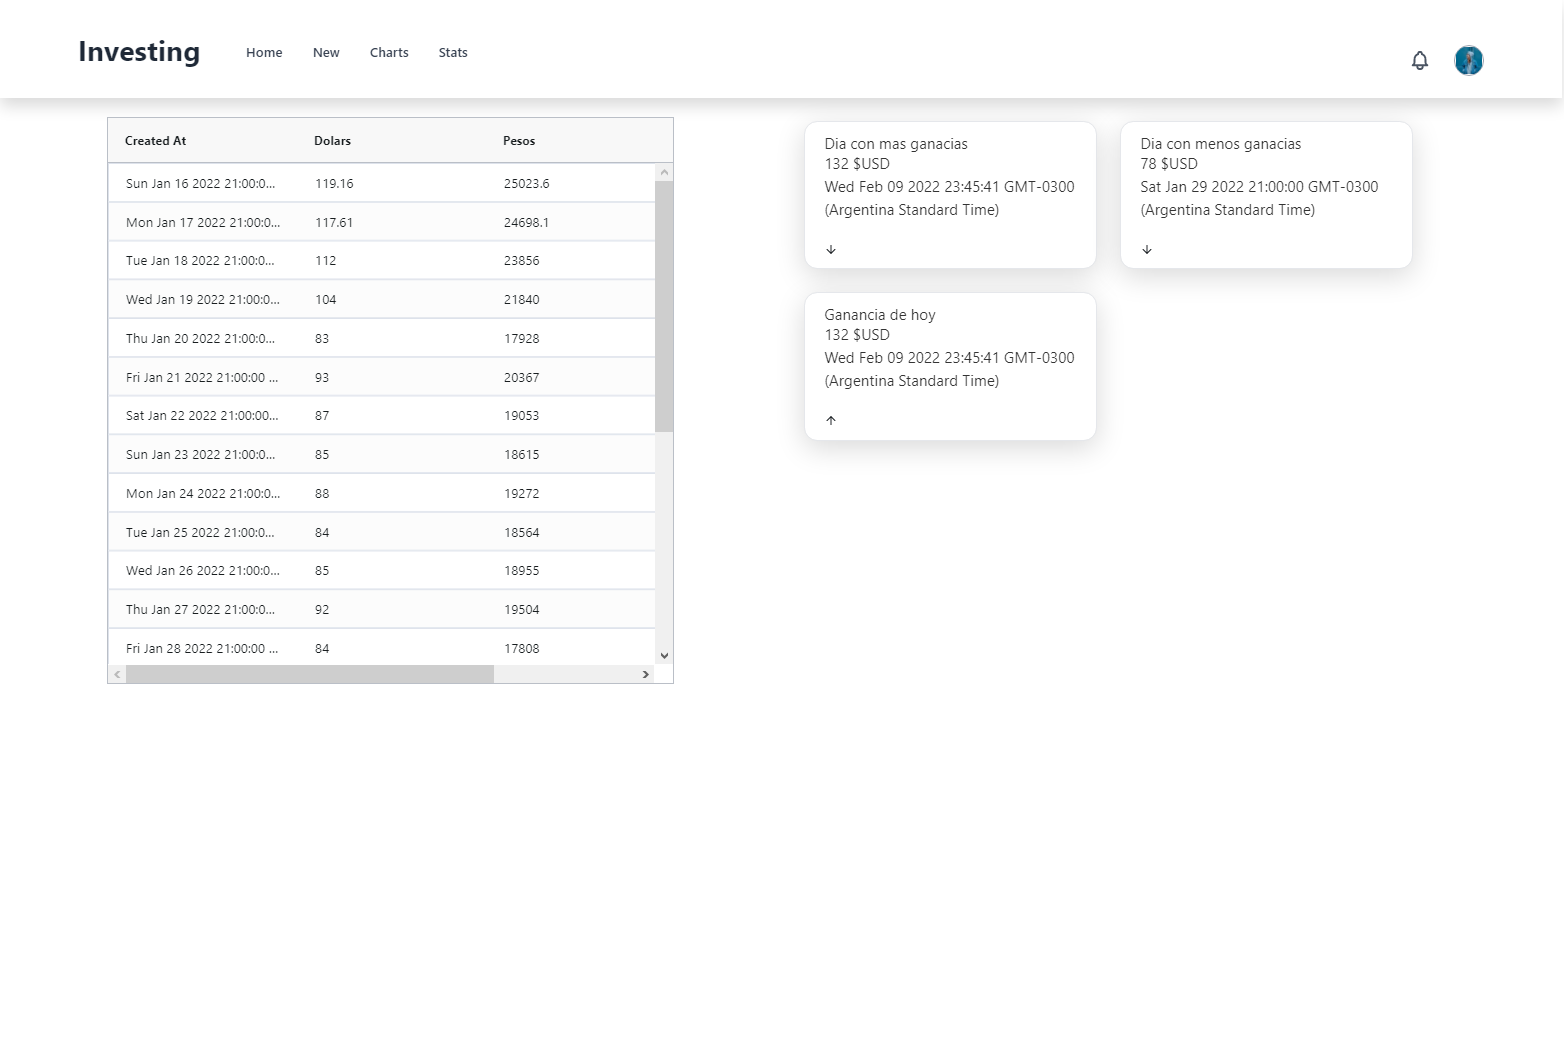 Investing Home New Charts Stats
Created At Dolars Pesos
Sun Jan 16 2022 21:00:0... 119.16 25023.6
Mon Jan 17 2022 21:00:0... 117.61 24698.1
Tue Jan 18 2022 21:00:0... 112 23856
Wed Jan 19 2022 21:00:0... 104 21840
Thu Jan 20 2022 21:00:0... 83 17928
Fri Jan 21 2022 21:00:00 ... 93 20367
Sat Jan 22 2022 21:00:00... 87 19053
Sun Jan 23 2022 21:00:0... 85 18615
Mon Jan 24 2022 21:00:0... 88 19272
Tue Jan 25 2022 21:00:0... 84 18564
Wed Jan 26 2022 21:00:0... 85 18955
Thu Jan 27 2022 21:00:0... 92 19504
Fri Jan 28 2022 21:00:00 ... 84 17808
Dia con mas ganacias
132 $USD
Wed Feb 09 2022 23:45:41 GMT-0300
(Argentina Standard Time)
Dia con menos ganacias
78 $USD
Sat Jan 29 2022 21:00:00 GMT-0300
(Argentina Standard Time)
Ganancia de hoy
132 $USD
Wed Feb 09 2022 23:45:41 GMT-0300
(Argentina Standard Time)